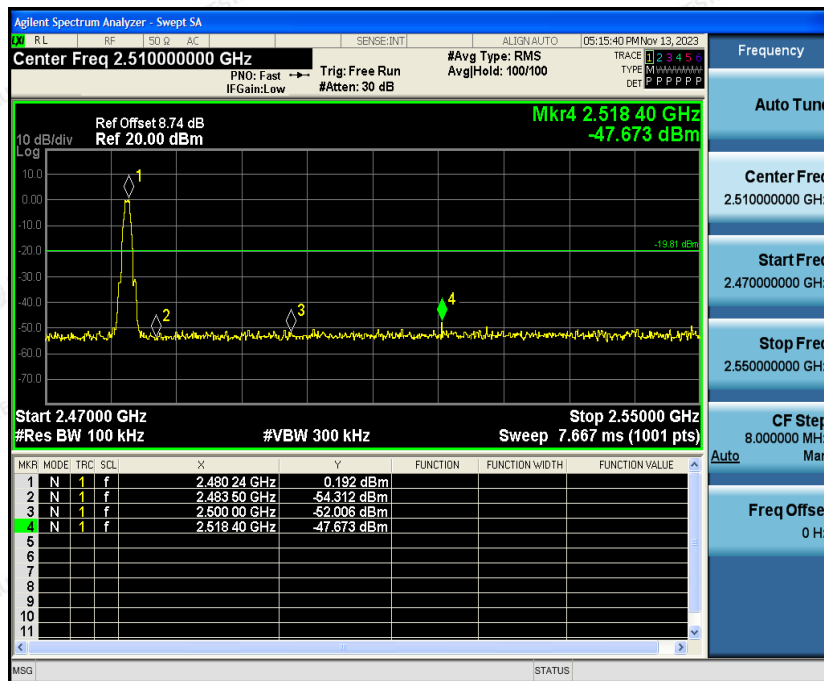 Agilent Spectrum Analyzer - Swept SA
LXI RL RF 50 Ω AC SENSE:INT ALIGN AUTO 05:15:40 PM Nov 13, 2023
Center Freq 2.510000000 GHz
PNO: Fast
IFGain:Low
Trig: Free Run
#Atten: 30 dB
#Avg Type: RMS
Avg|Hold: 100/100
TRACE 1 2 3 4 5 6
TYPE M W W W W W
DET P P P P P P
Frequency
Auto Tune
Center Freq
2.510000000 GHz
Start Freq
2.470000000 GHz
Stop Freq
2.550000000 GHz
CF Step
8.000000 MHz
Auto Man
Freq Offset
0 Hz
Mkr4 2.518 40 GHz
-47.673 dBm
Ref Offset 8.74 dB
10 dB/div Ref 20.00 dBm
Log
10.0
0.00
-10.0
-20.0
-30.0
-40.0
-50.0
-60.0
-70.0
1
2
3
4
-19.81 dBm
Start 2.47000 GHz Stop 2.55000 GHz
#Res BW 100 kHz #VBW 300 kHz Sweep 7.667 ms (1001 pts)
MKR MODE TRC SCL X Y FUNCTION FUNCTION WIDTH FUNCTION VALUE
1 N 1 f 2.480 24 GHz 0.192 dBm
2 N 1 f 2.483 50 GHz -54.312 dBm
3 N 1 f 2.500 00 GHz -52.006 dBm
4 N 1 f 2.518 40 GHz -47.673 dBm
5
6
7
8
9
10
11
MSG STATUS